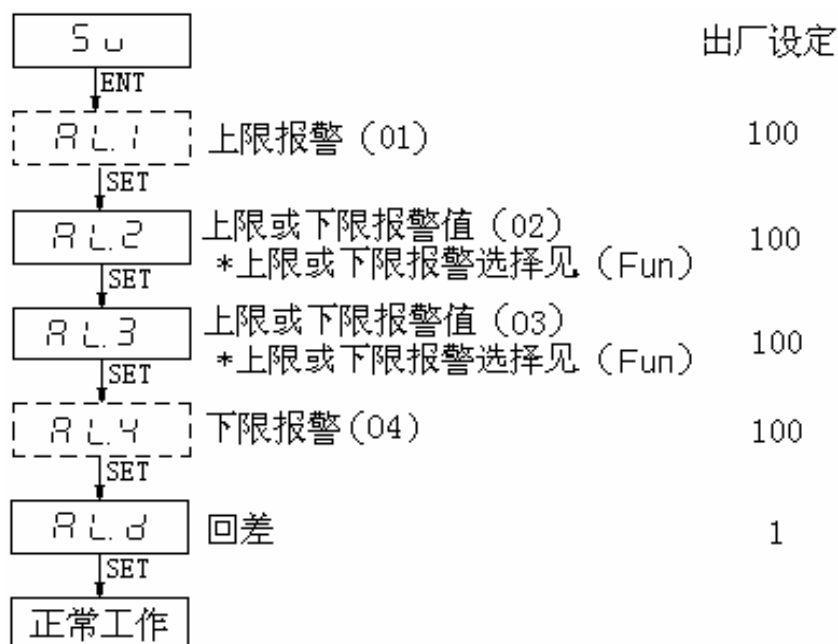 Su
出厂设定
ENT
AL.1 上限报警（01） 100
SET
AL.2 上限或下限报警值（02） 100
*上限或下限报警选择见（Fun）
SET
AL.3 上限或下限报警值（03） 100
*上限或下限报警选择见（Fun）
SET
AL.4 下限报警(04) 100
SET
AL.d 回差 1
SET
正常工作